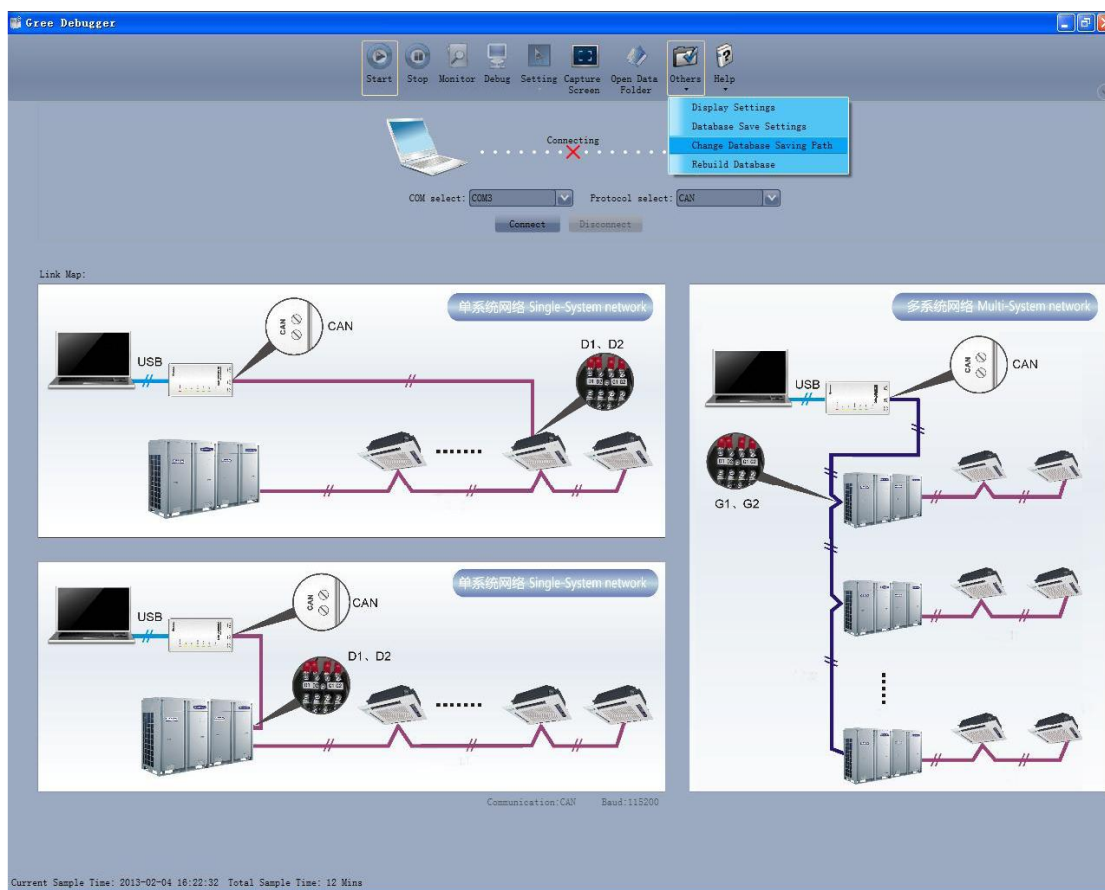 Gree Debugger
Start Stop Monitor Debug Setting Capture Screen Open Data Folder Others Help
Display Settings
Database Save Settings
Change Database Saving Path
Rebuild Database
Connecting
COM select: COM3 Protocol select: CAN
Connect Disconnect
Link Map:
单系统网络 Single-System network
CAN
CAN
USB
D1、D2
单系统网络 Single-System network
CAN
CAN
USB
D1、D2
多系统网络 Multi-System network
CAN
CAN
USB
G1、G2
Communication:CAN Baud:115200
Current Sample Time: 2013-02-04 16:22:32 Total Sample Time: 12 Mins